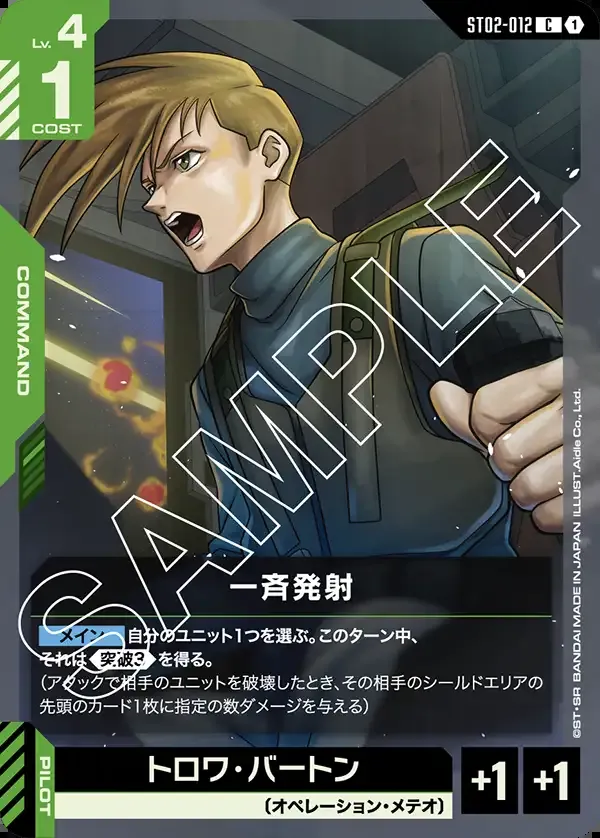 Lv. 4
1
COST
ST02-012 C 1
COMMAND
SAMPLE
©ST・SR BANDAI MADE IN JAPAN ILLUST.Aidle Co., Ltd.
一斉発射
メイン 自分のユニット1つを選ぶ。このターン中、
それは 突破3 を得る。
(アタックで相手のユニットを破壊したとき、その相手のシールドエリアの
先頭のカード1枚に指定の数ダメージを与える)
PILOT
トロワ・バートン
〔オペレーション・メテオ〕
+1 +1